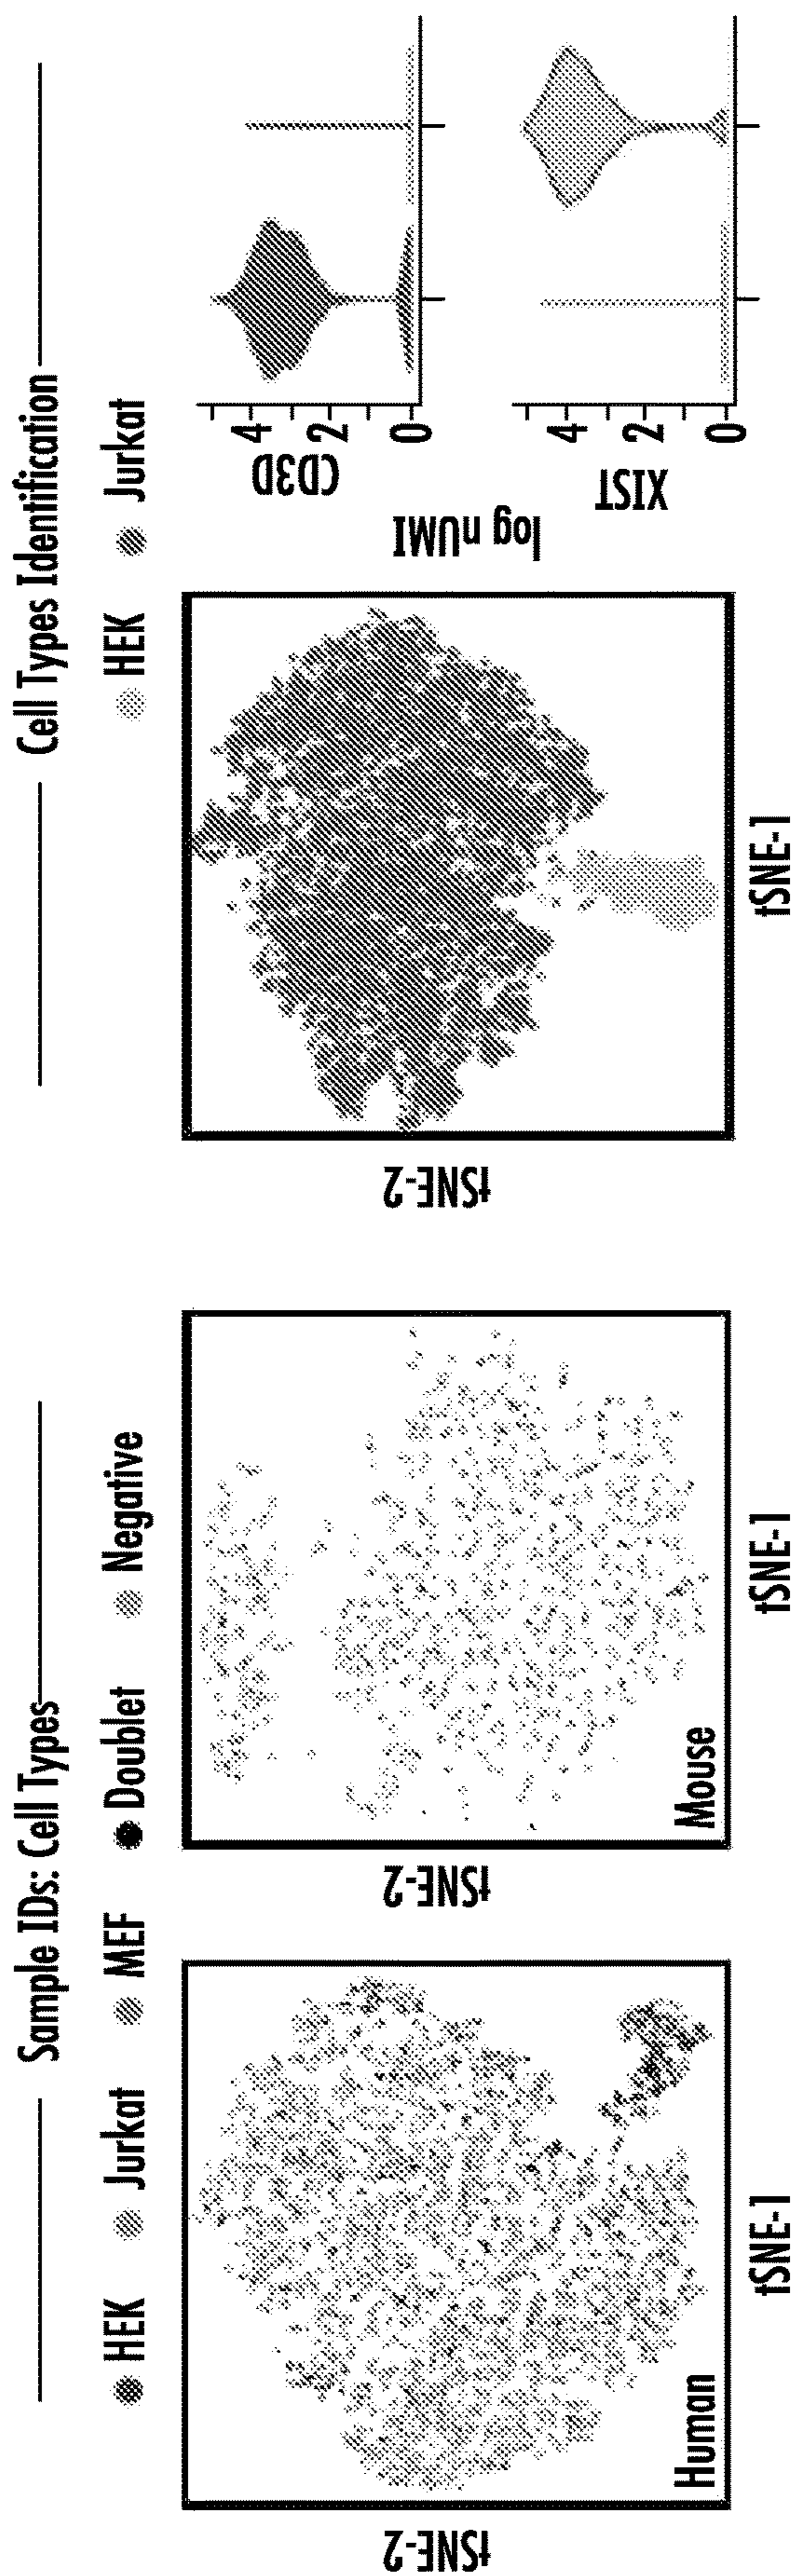 Sample IDs: Cell Types
HEK
Jurkat
MEF
Doublet
Negative
tSNE-2
Human
tSNE-1
tSNE-2
Mouse
tSNE-1
Cell Types Identification
HEK
Jurkat
tSNE-2
tSNE-1
log nUMI
CD3D
4
2
0
XIST
4
2
0